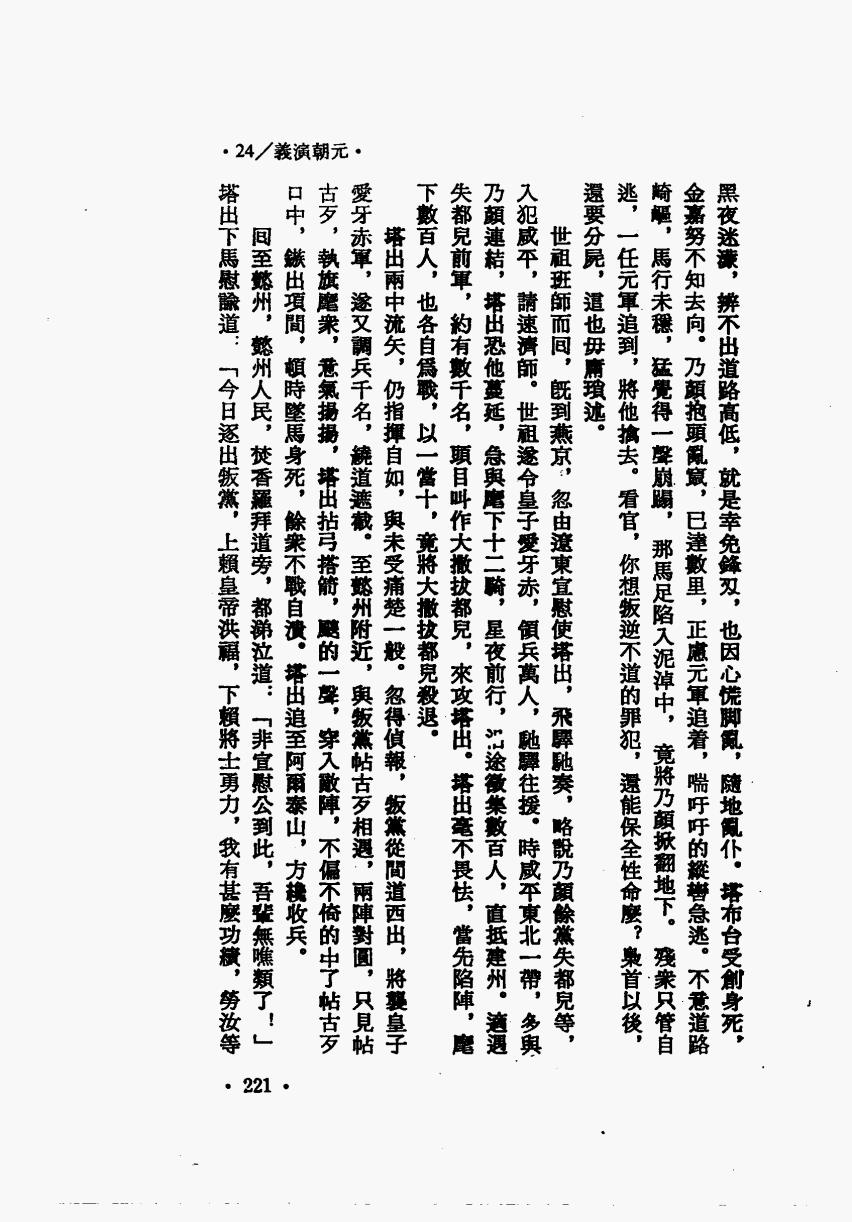 ·24/義演朝元·
黑夜迷濛，辨不出道路高低，就是幸免鋒刃，也因心慌脚亂，隨地亂仆。塔布台受創身死，
金嘉努不知去向。乃顏抱頭亂竄，已達數里，正慮元軍追着，喘吁吁的縱轡急逃。不意道路
崎嶇，馬行未穩，猛覺得一聲崩蹋，那馬足陷入泥淖中，竟將乃顏掀翻地下。殘衆只管自
逃，一任元軍追到，將他擒去。看官，你想叛逆不道的罪犯，還能保全性命麼？梟首以後，
還要分屍，這也毋庸瑣述。
世祖班師而回，旣到燕京，忽由遼東宣慰使塔出，飛驛馳奏，略說乃顏餘黨失都兒等，
入犯咸平，請速濟師。世祖遂令皇子愛牙赤，領兵萬人，馳驛往援。時咸平東北一帶，多與
乃顏連結，塔出恐他蔓延，急與麾下十二騎，星夜前行，沿途徵集數百人，直抵建州。適遇
失都兒前軍，約有數千名，頭目叫作大撒拔都兒，來攻塔出。塔出毫不畏怯，當先陷陣，麾
下數百人，也各自爲戰，以一當十，竟將大撒拔都兒殺退。
塔出兩中流矢，仍指揮自如，與未受痛楚一般。忽得偵報，叛黨從間道西出，將襲皇子
愛牙赤軍，遂又調兵千名，繞道遮截。至懿州附近，與叛黨帖古歹相遇，兩陣對圓，只見帖
古歹，執旗麾衆，意氣揚揚，塔出拈弓搭箭，颼的一聲，穿入敵陣，不偏不倚的中了帖古歹
口中，鏃出項間，頓時墜馬身死，餘衆不戰自潰。塔出追至阿爾泰山，方纔收兵。
回至懿州，懿州人民，焚香羅拜道旁，都涕泣道：「非宣慰公到此，吾輩無噍類了！」
塔出下馬慰諭道：「今日逐出叛黨，上賴皇帝洪福，下賴將士勇力，我有甚麼功績，勞汝等
·221·